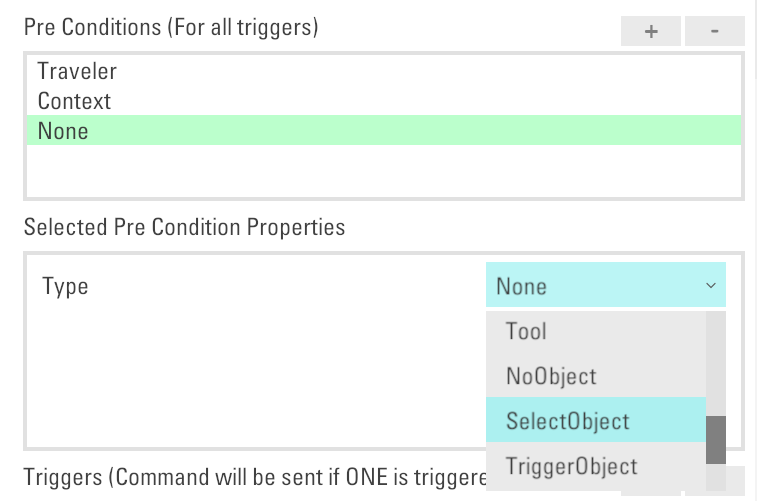 Pre Conditions (For all triggers)
+ -
Traveler
Context
None
Selected Pre Condition Properties
Type
None
Tool
NoObject
SelectObject
TriggerObject
Triggers (Command will be sent if ONE is triggere